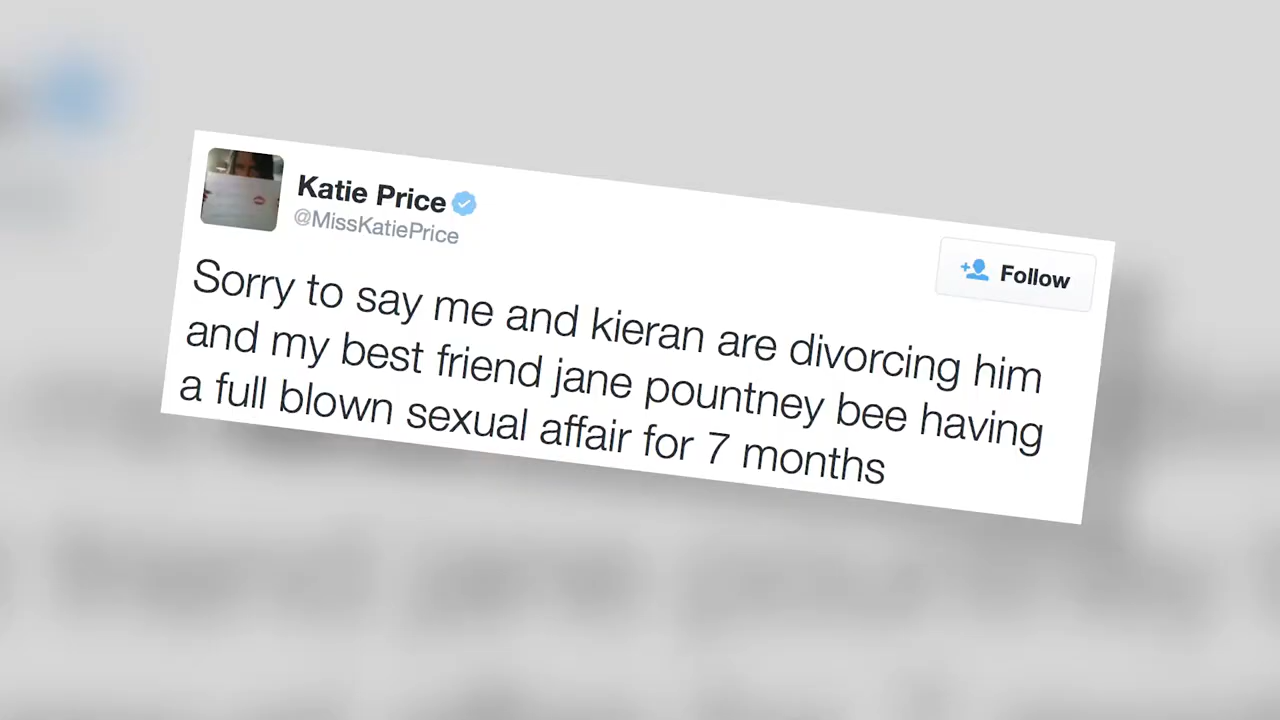 Katie Price
@MissKatiePrice
Follow
Sorry to say me and kieran are divorcing him
and my best friend jane pountney bee having
a full blown sexual affair for 7 months